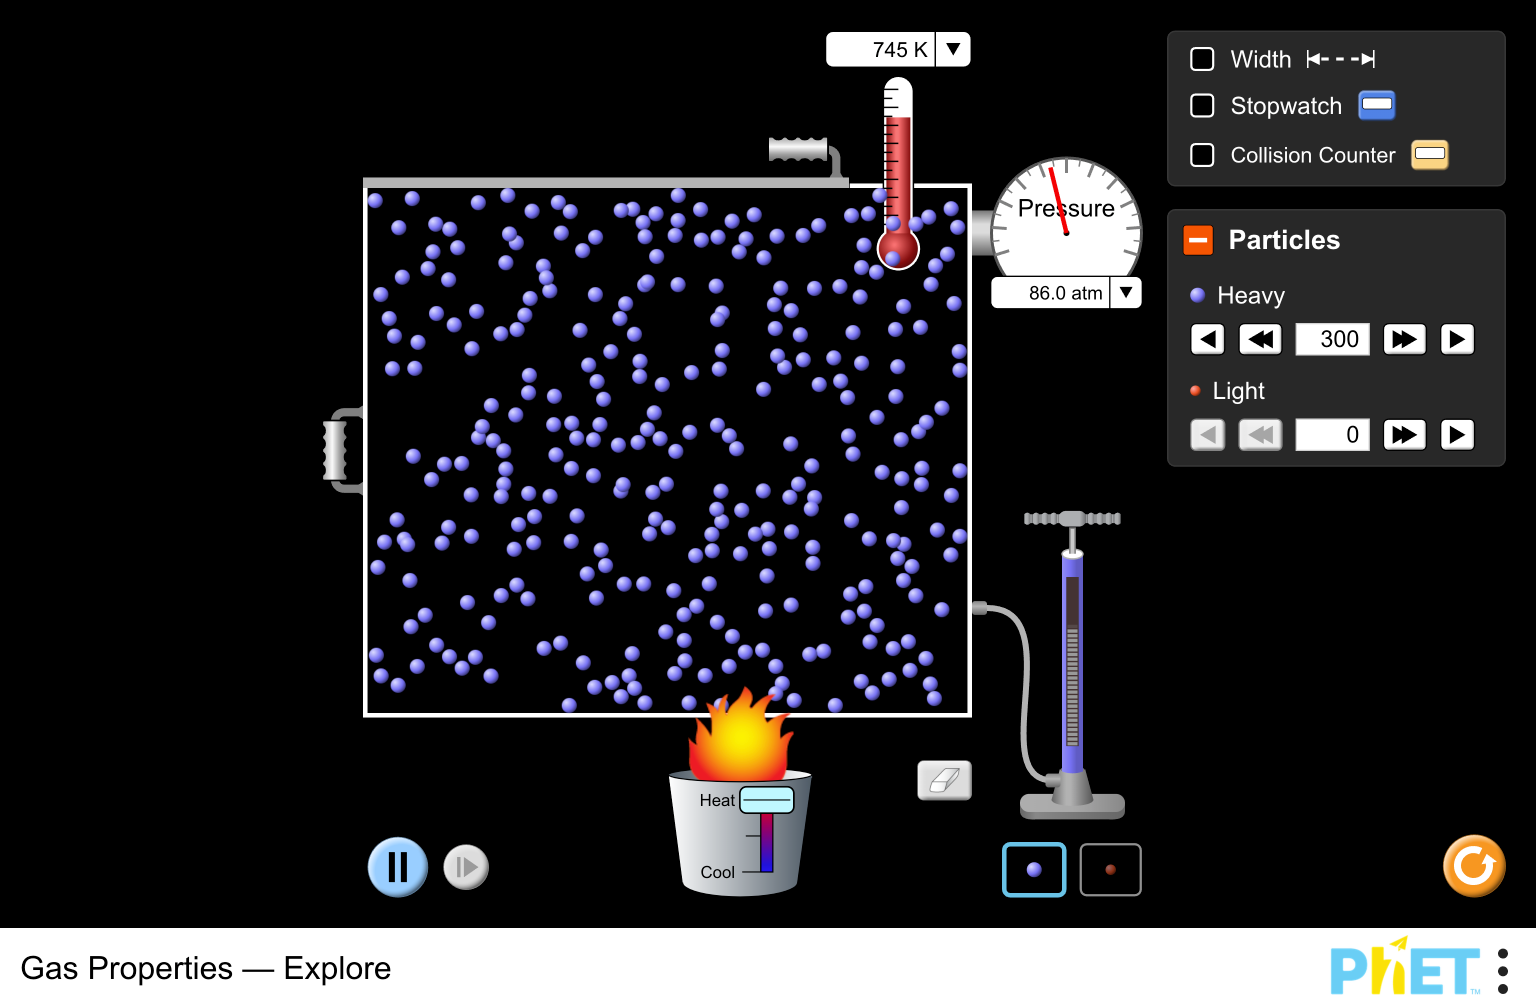 745 K
Width
Stopwatch
Collision Counter
Pressure
86.0 atm
Particles
Heavy
300
Light
0
Heat
Cool
Gas Properties — Explore
PhET™